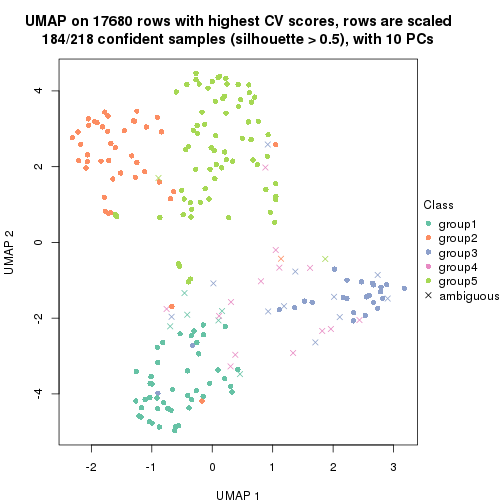 UMAP on 17680 rows with highest CV scores, rows are scaled
184/218 confident samples (silhouette > 0.5), with 10 PCs
4
2
0
-2
-4
UMAP 2
-2
-1
0
1
2
3
UMAP 1
Class
group1
group2
group3
group4
group5
ambiguous